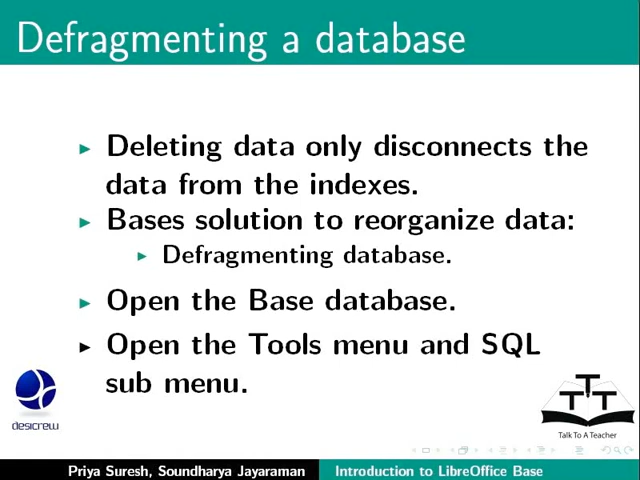 Defragmenting a database
Deleting data only disconnects the
data from the indexes.
Bases solution to reorganize data:
Defragmenting database.
Open the Base database.
Open the Tools menu and SQL
sub menu.
desicrew
T T T
Talk To A Teacher
Priya Suresh, Soundharya Jayaraman
Introduction to LibreOffice Base